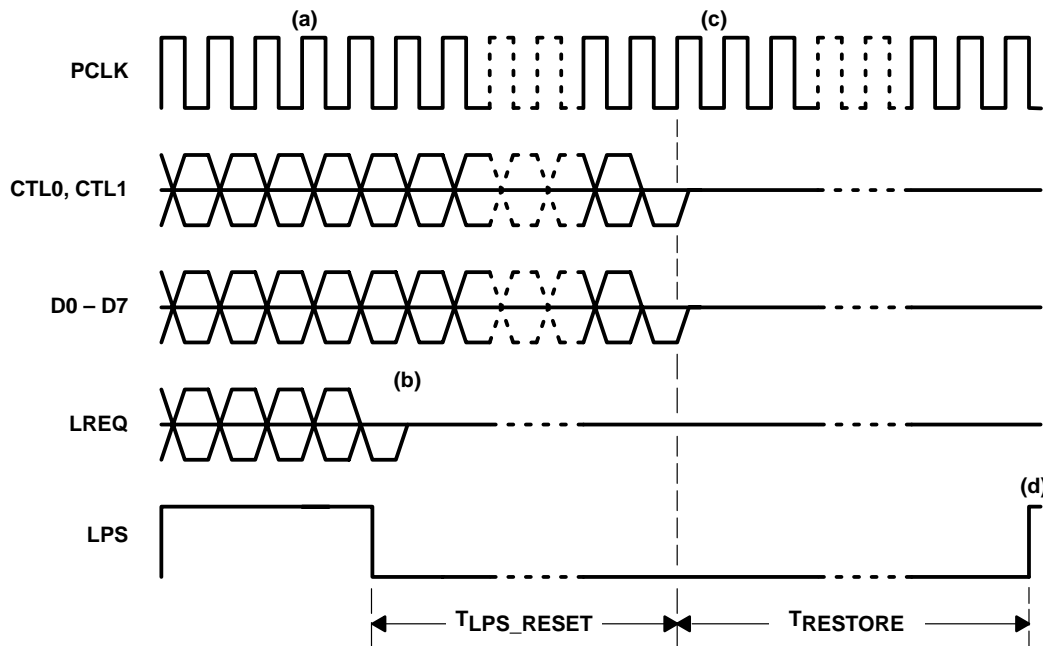 (a)
(c)
PCLK
CTL0, CTL1
D0 – D7
(b)
LREQ
(d)
LPS
TLPS_RESET
TRESTORE